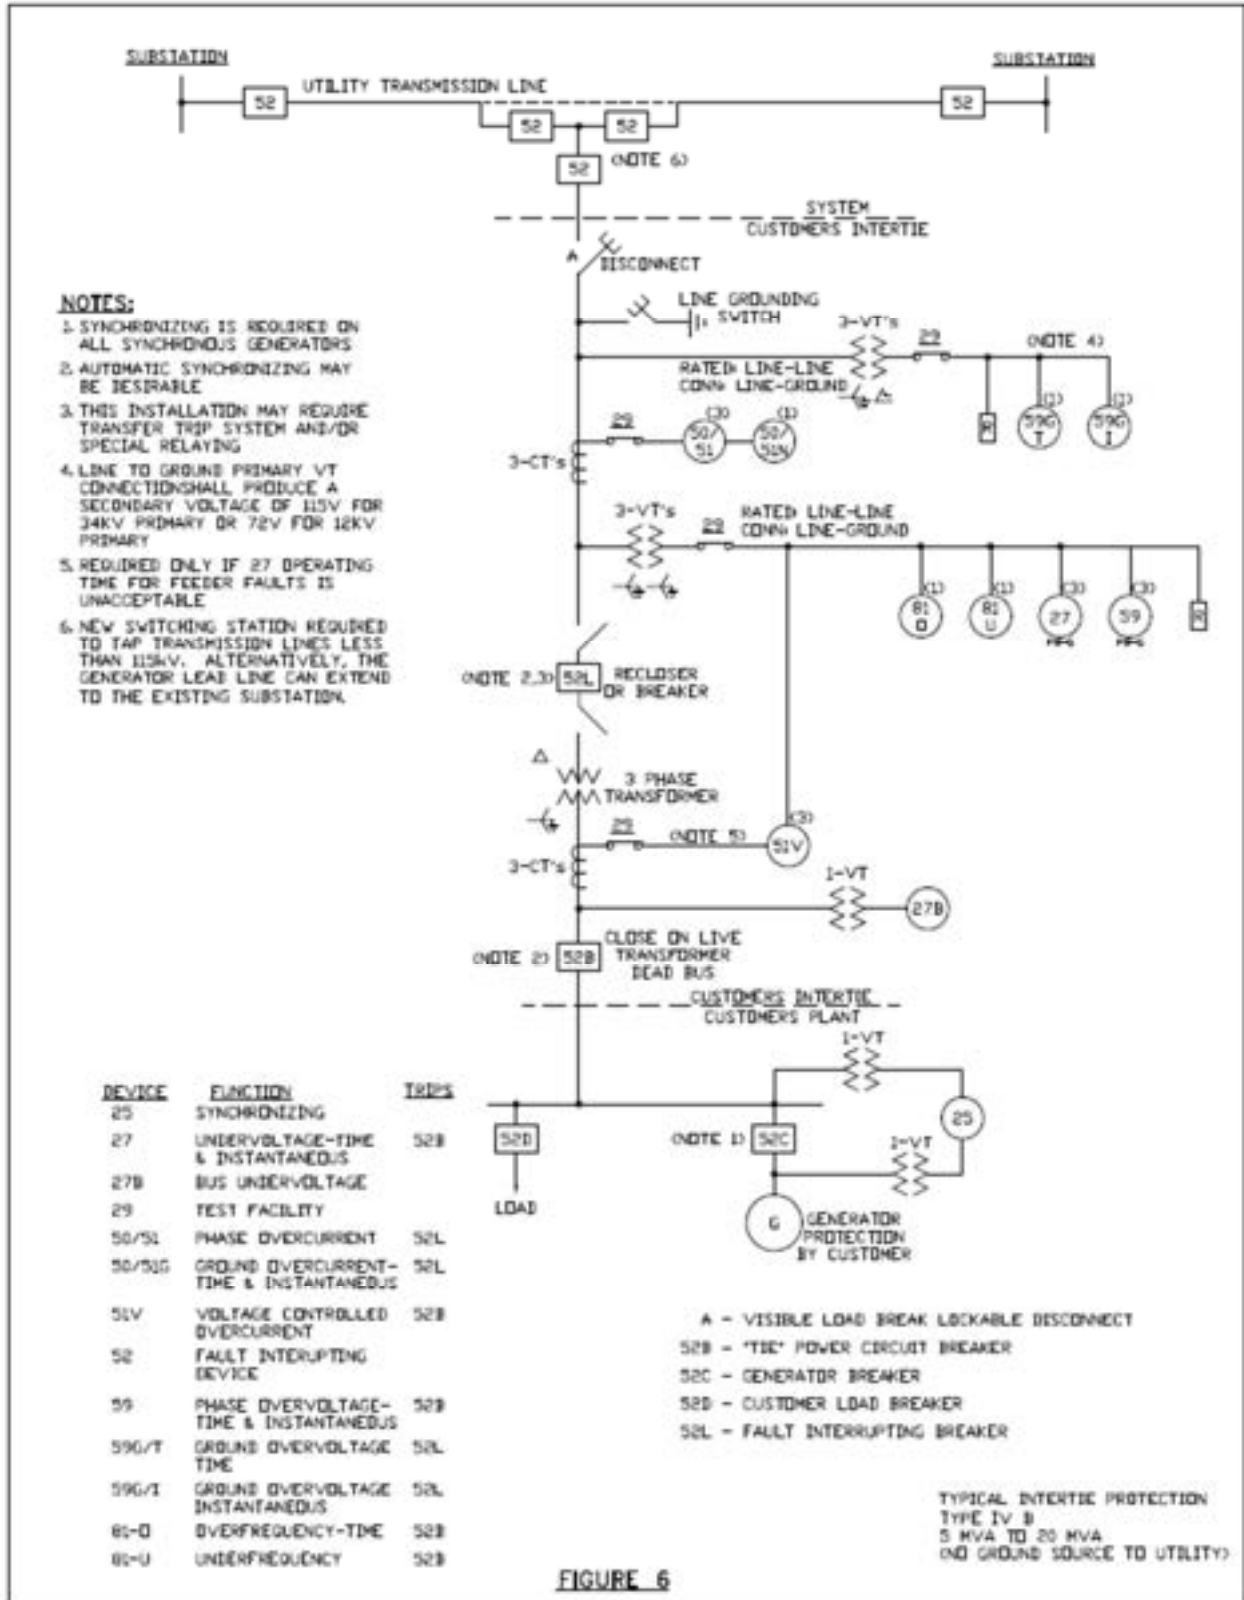 SUBSTATION
SUBSTATION
UTILITY TRANSMISSION LINE
52
52
52
52
52
(NOTE 6)
SYSTEM
CUSTOMERS INTERTIE
A
DISCONNECT
LINE GROUNDING
SWITCH
3-VT's
29
(NOTE 4)
RATED: LINE-LINE
CONN: LINE-GROUND
R
(1)
59G
T
(1)
59G
I
29
(3)
50/
51
(1)
50/
51N
3-CT's
3-VT's
29
RATED: LINE-LINE
CONN: LINE-GROUND
(1)
81
O
(1)
81
U
(3)
27
(3)
59
R
(NOTE 2,3)
52L
RECLOSER
OR BREAKER
3 PHASE
TRANSFORMER
29
(NOTE 5)
(3)
51V
3-CT's
1-VT
27B
(NOTE 2)
52B
CLOSE ON LIVE
TRANSFORMER
DEAD BUS
CUSTOMERS INTERTIE
CUSTOMERS PLANT
1-VT
25
52D
(NOTE 1)
52C
1-VT
LOAD
G
GENERATOR
PROTECTION
BY CUSTOMER
NOTES:
1. SYNCHRONIZING IS REQUIRED ON
ALL SYNCHRONOUS GENERATORS
2. AUTOMATIC SYNCHRONIZING MAY
BE DESIRABLE
3. THIS INSTALLATION MAY REQUIRE
TRANSFER TRIP SYSTEM AND/OR
SPECIAL RELAYING
4. LINE TO GROUND PRIMARY VT
CONNECTIONSHALL PRODUCE A
SECONDARY VOLTAGE OF 115V FOR
34KV PRIMARY OR 72V FOR 12KV
PRIMARY
5. REQUIRED ONLY IF 27 OPERATING
TIME FOR FEEDER FAULTS IS
UNACCEPTABLE
6. NEW SWITCHING STATION REQUIRED
TO TAP TRANSMISSION LINES LESS
THAN 115kV. ALTERNATIVELY, THE
GENERATOR LEAD LINE CAN EXTEND
TO THE EXISTING SUBSTATION.
DEVICE FUNCTION TRIPS
25 SYNCHRONIZING
27 UNDERVOLTAGE-TIME 52B
& INSTANTANEOUS
27B BUS UNDERVOLTAGE
29 TEST FACILITY
50/51 PHASE OVERCURRENT 52L
50/51G GROUND OVERCURRENT- 52L
TIME & INSTANTANEOUS
51V VOLTAGE CONTROLLED 52B
OVERCURRENT
52 FAULT INTERUPTING
DEVICE
59 PHASE OVERVOLTAGE- 52B
TIME & INSTANTANEOUS
59G/T GROUND OVERVOLTAGE 52L
TIME
59G/I GROUND OVERVOLTAGE 52L
INSTANTANEOUS
81-O OVERFREQUENCY-TIME 52B
81-U UNDERFREQUENCY 52B
A - VISIBLE LOAD BREAK LOCKABLE DISCONNECT
52B - "TIE" POWER CIRCUIT BREAKER
52C - GENERATOR BREAKER
52D - CUSTOMER LOAD BREAKER
52L - FAULT INTERRUPTING BREAKER
TYPICAL INTERTIE PROTECTION
TYPE IV B
5 MVA TO 20 MVA
(NO GROUND SOURCE TO UTILITY)
FIGURE 6